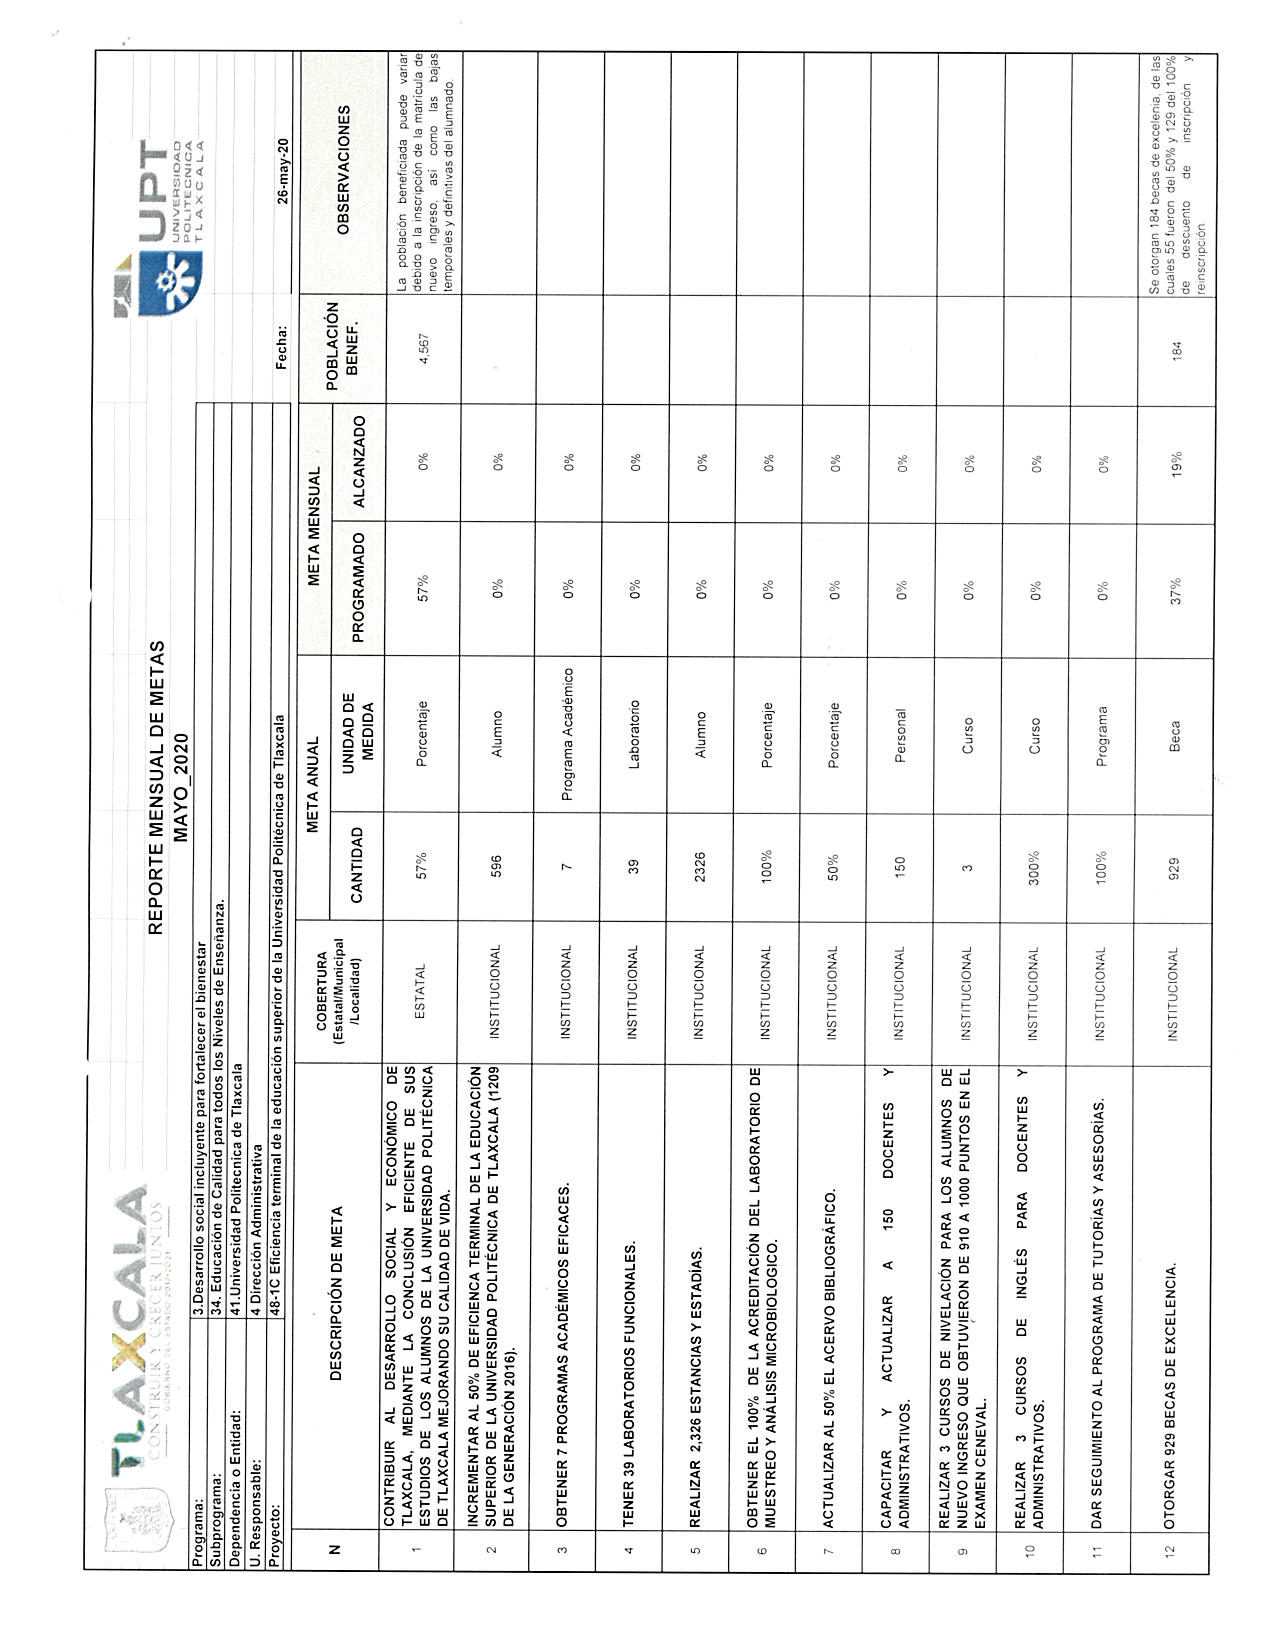 TLAXCALA
CONSTRUIR Y CRECER JUNTOS
GOBIERNO DEL ESTADO 2017-2021
UPT
UNIVERSIDAD
POLITECNICA
TLAXCALA
REPORTE MENSUAL DE METAS
MAYO_2020
Programa: 3.Desarrollo social incluyente para fortalecer el bienestar
Subprograma: 34. Educación de Calidad para todos los Niveles de Enseñanza.
Dependencia o Entidad: 41.Universidad Politecnica de Tlaxcala
U. Responsable: 4 Dirección Administrativa
Proyecto: 48-1C Eficiencia terminal de la educación superior de la Universidad Politécnica de Tlaxcala Fecha: 26-may-20
N DESCRIPCIÓN DE META COBERTURA (Estatal/Municipal /Localidad) META ANUAL META MENSUAL POBLACIÓN BENEF. OBSERVACIONES
CANTIDAD UNIDAD DE MEDIDA PROGRAMADO ALCANZADO
1 CONTRIBUIR AL DESARROLLO SOCIAL Y ECONÓMICO DE
TLAXCALA, MEDIANTE LA CONCLUSIÓN EFICIENTE DE SUS
ESTUDIOS DE LOS ALUMNOS DE LA UNIVERSIDAD POLITÉCNICA
DE TLAXCALA MEJORANDO SU CALIDAD DE VIDA.
ESTATAL 57% Porcentaje 57% 0% 4,567
La población beneficiada puede variar
debido a la inscripción de la matrícula de
nuevo ingreso, así como las bajas
temporales y definitivas del alumnado.
2 INCREMENTAR AL 50% DE EFICIENCA TERMINAL DE LA EDUCACIÓN
SUPERIOR DE LA UNIVERSIDAD POLITÉCNICA DE TLAXCALA (1209
DE LA GENERACIÓN 2016).
INSTITUCIONAL 596 Alumno 0% 0%
3 OBTENER 7 PROGRAMAS ACADÉMICOS EFICACES. INSTITUCIONAL 7 Programa Académico 0% 0%
4 TENER 39 LABORATORIOS FUNCIONALES. INSTITUCIONAL 39 Laboratorio 0% 0%
5 REALIZAR 2,326 ESTANCIAS Y ESTADÍAS. INSTITUCIONAL 2326 Alumno 0% 0%
6 OBTENER EL 100% DE LA ACREDITACIÓN DEL LABORATORIO DE
MUESTREO Y ANÁLISIS MICROBIOLOGICO.
INSTITUCIONAL 100% Porcentaje 0% 0%
7 ACTUALIZAR AL 50% EL ACERVO BIBLIOGRÁFICO. INSTITUCIONAL 50% Porcentaje 0% 0%
8 CAPACITAR Y ACTUALIZAR A 150 DOCENTES Y
ADMINISTRATIVOS.
INSTITUCIONAL 150 Personal 0% 0%
9 REALIZAR 3 CURSOS DE NIVELACIÓN PARA LOS ALUMNOS DE
NUEVO INGRESO QUE OBTUVIERON DE 910 A 1000 PUNTOS EN EL
EXAMEN CENEVAL.
INSTITUCIONAL 3 Curso 0% 0%
10 REALIZAR 3 CURSOS DE INGLÉS PARA DOCENTES Y
ADMINISTRATIVOS.
INSTITUCIONAL 300% Curso 0% 0%
11 DAR SEGUIMIENTO AL PROGRAMA DE TUTORÍAS Y ASESORÍAS. INSTITUCIONAL 100% Programa 0% 0%
12 OTORGAR 929 BECAS DE EXCELENCIA. INSTITUCIONAL 929 Beca 37% 19% 184
Se otorgan 184 becas de excelenia, de las
cuales 55 fueron del 50% y 129 del 100%
de descuento de inscripción y
reinscripción.